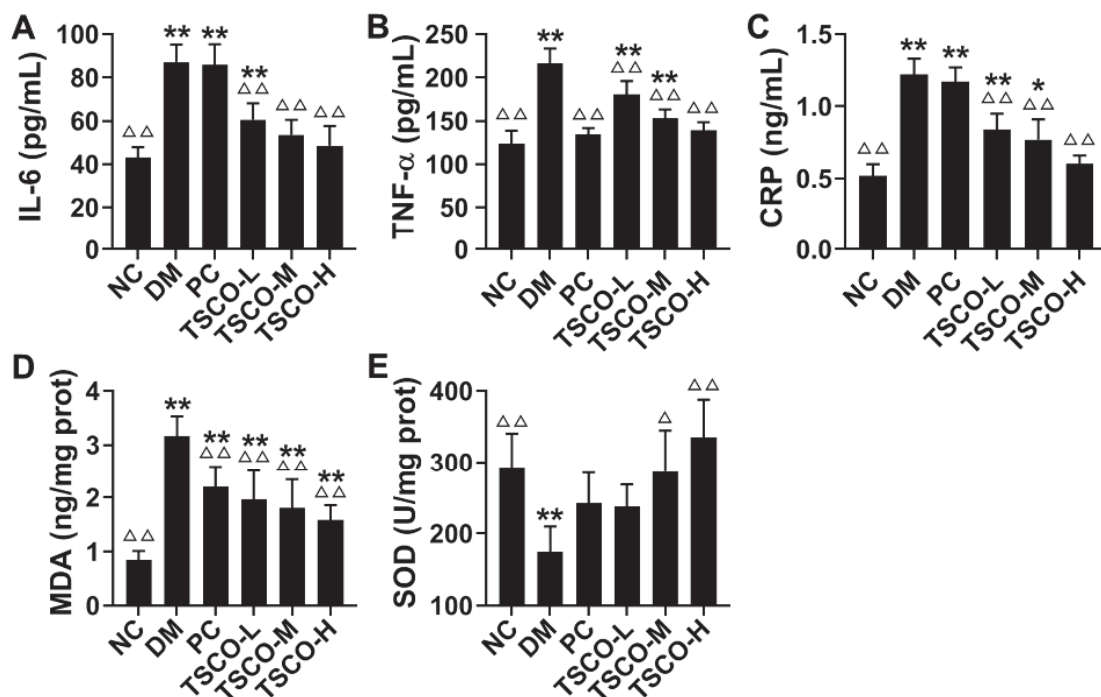 A
IL-6 (pg/mL)
100
80
60
40
20
0
** ** **
△△ △△ △△ △△
NC DM PC TSCO-L TSCO-M TSCO-H
B
TNF-α (pg/mL)
250
200
150
100
50
0
** ** **
△△ △△ △△ △△ △△
NC DM PC TSCO-L TSCO-M TSCO-H
C
CRP (ng/mL)
1.5
1.0
0.5
0.0
** ** ** *
△△ △△ △△ △△
NC DM PC TSCO-L TSCO-M TSCO-H
D
MDA (ng/mg prot)
4
3
2
1
0
** ** ** ** **
△△ △△ △△ △△ △△
NC DM PC TSCO-L TSCO-M TSCO-H
E
SOD (U/mg prot)
400
300
200
100
△△ ** △ △△
NC DM PC TSCO-L TSCO-M TSCO-H